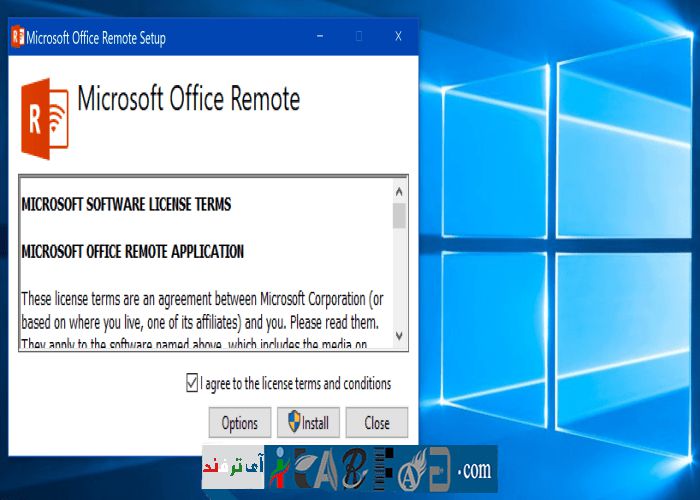 Microsoft Office Remote Setup
R
Microsoft Office Remote
MICROSOFT SOFTWARE LICENSE TERMS
MICROSOFT OFFICE REMOTE APPLICATION
These license terms are an agreement between Microsoft Corporation (or
based on where you live, one of its affiliates) and you. Please read them.
They apply to the software named above, which includes the media on
I agree to the license terms and conditions
Options
Install
Close
آی ترفند
iTARFAND.com